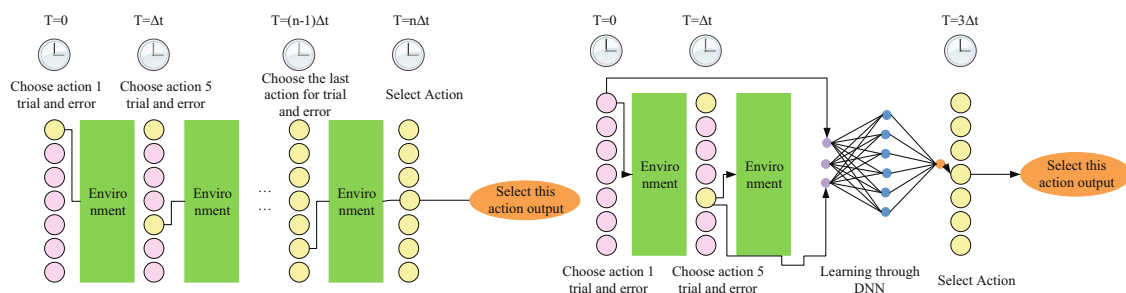 T=0
T=Δt
T=(n-1)Δt
T=nΔt
Choose action 1
trial and error
Choose action 5
trial and error
Choose the last
action for trial
and error
Select Action
Enviro
nment
Enviro
nment
...
...
Enviro
nment
Select this
action output
T=0
T=Δt
T=3Δt
Enviro
nment
Enviro
nment
Select this
action output
Choose action 1
trial and error
Choose action 5
trial and error
Learning through
DNN
Select Action